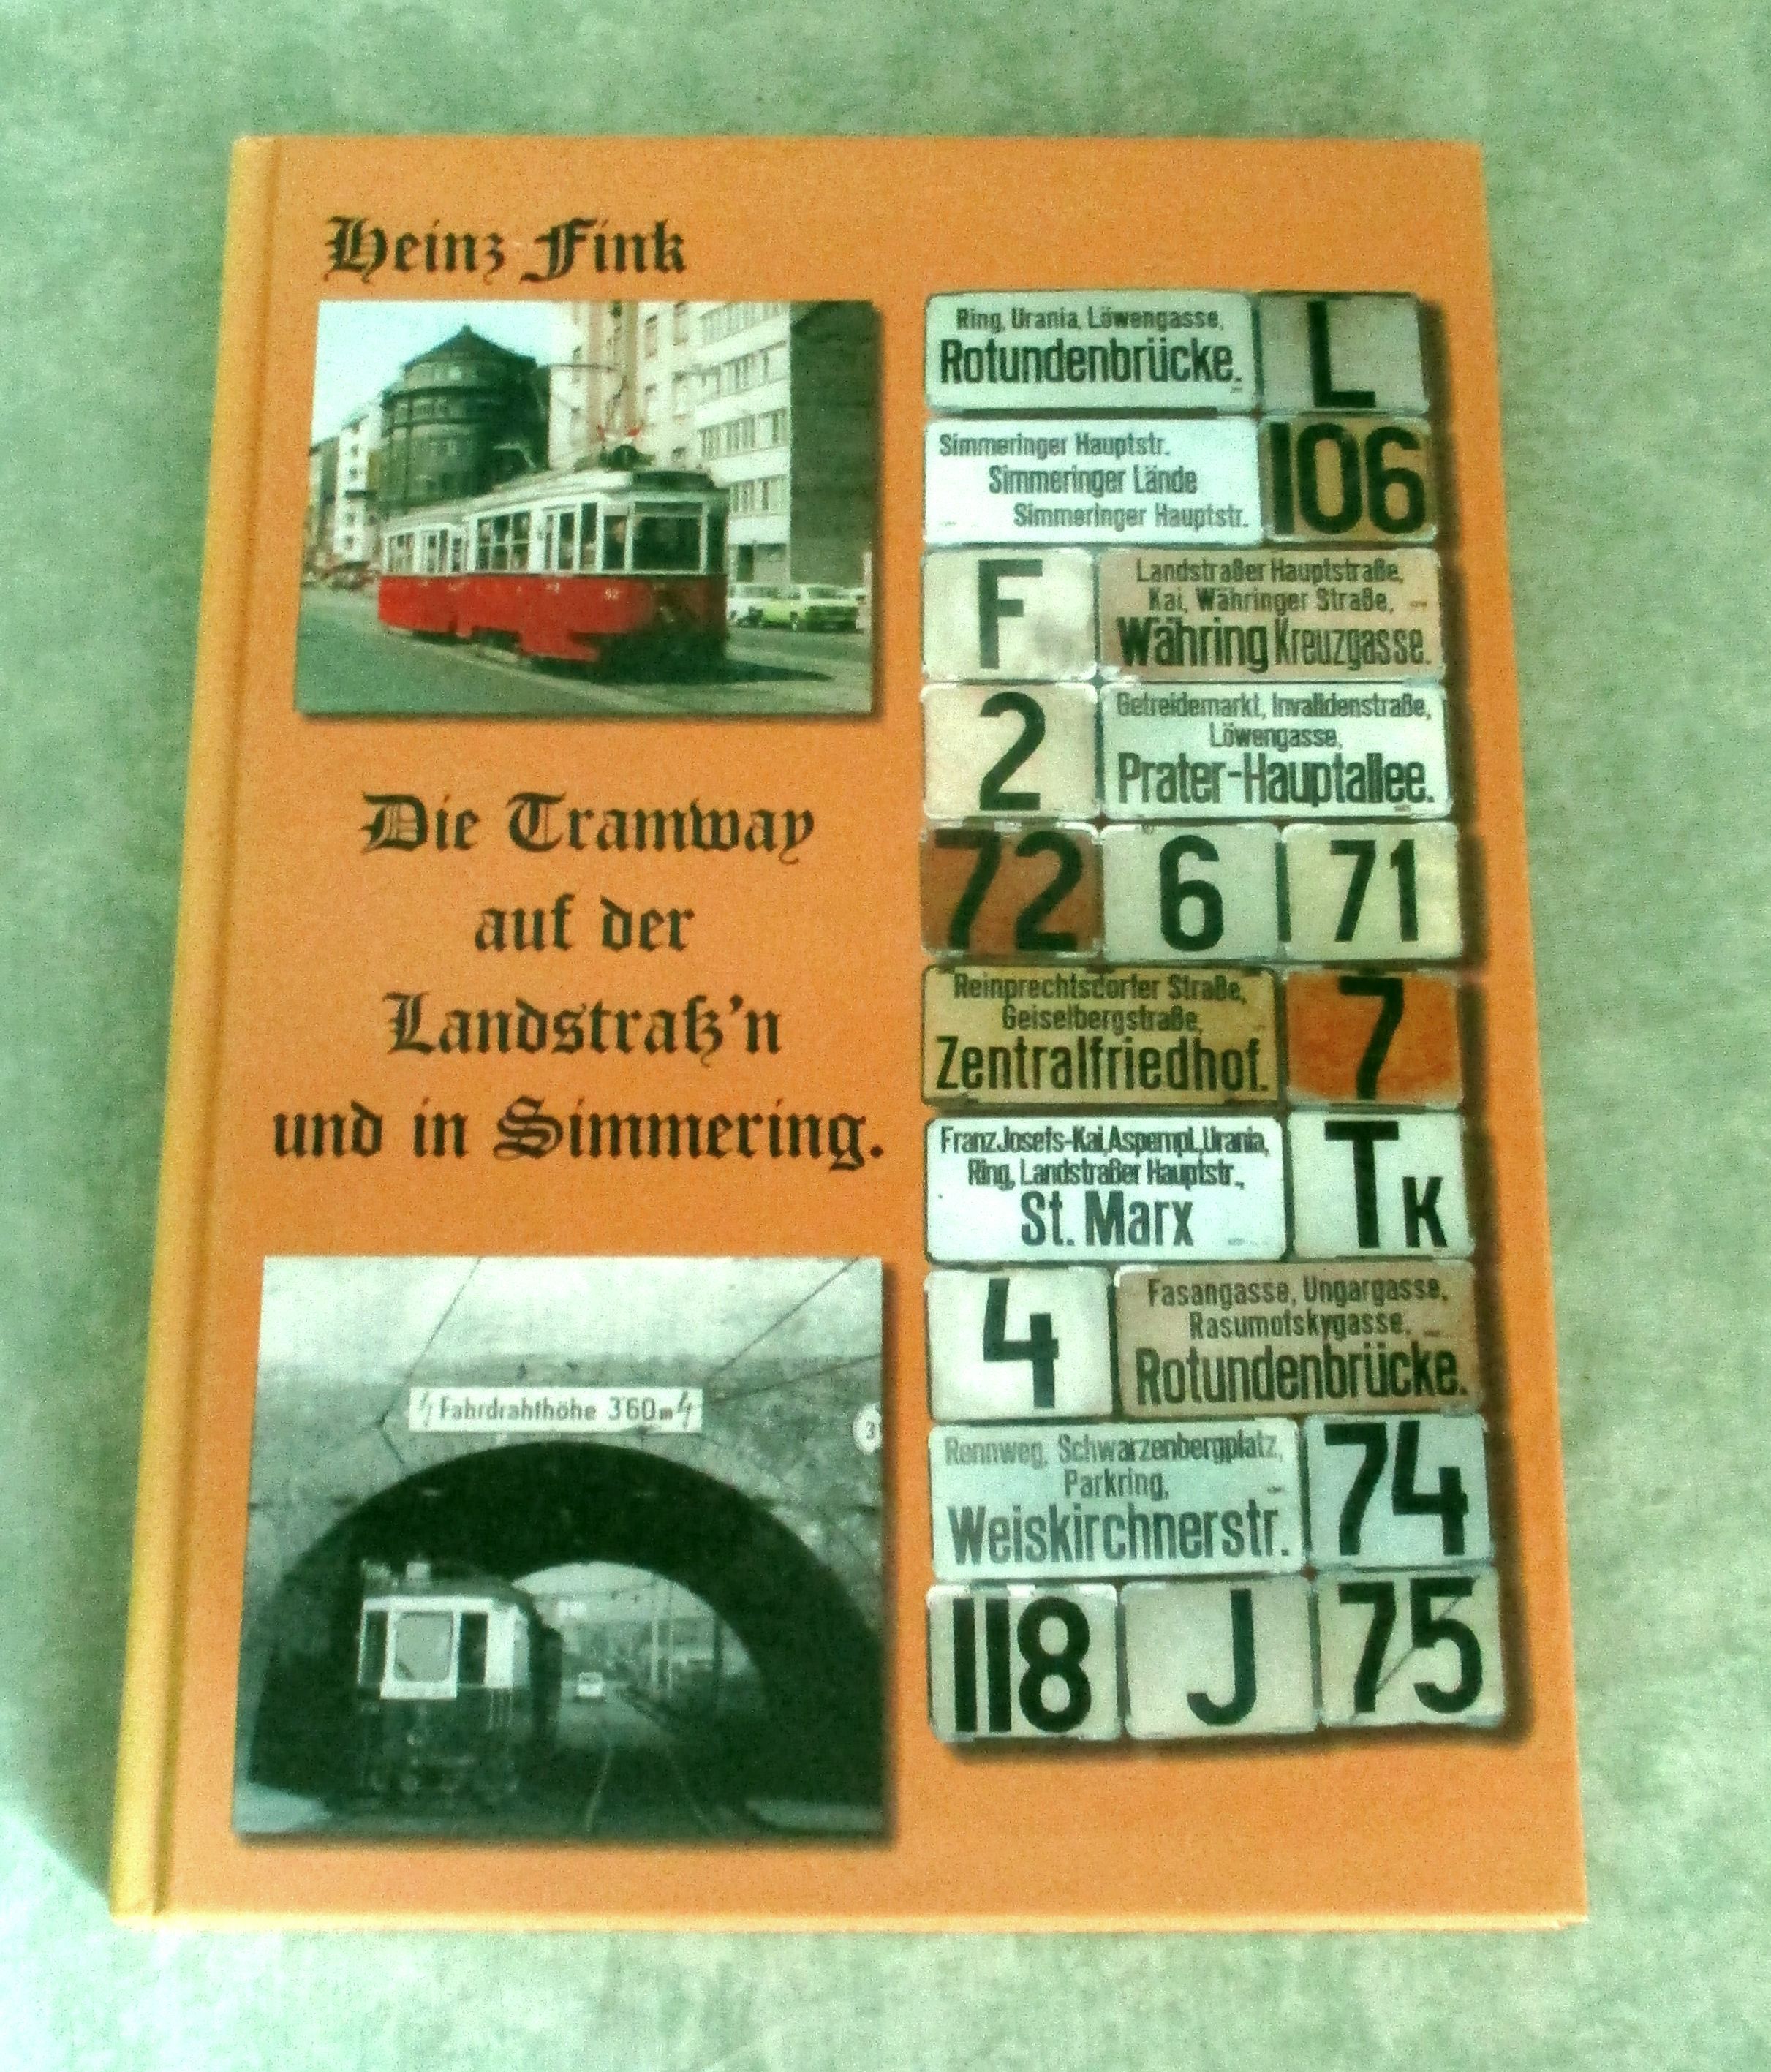 Heinz Fink
Die Tramway
auf der
Landstraß'n
und in Simmering.
Fahrdrahthöhe 3'60m
Ring, Urania, Löwengasse,
Rotundenbrücke.
L
Simmeringer Hauptstr.
Simmeringer Lände
Simmeringer Hauptstr.
106
F
Landstraßer Hauptstraße,
Kai, Währinger Straße,
Währing Kreuzgasse.
2
Getreidemarkt, Invalidenstraße,
Löwengasse,
Prater-Hauptallee.
72 6 71
Reinprechtsdorfer Straße,
Geiselbergstraße,
Zentralfriedhof.
7
Franz Josefs-Kai, Aspernpl., Urania,
Ring, Landstraßer Hauptstr.,
St. Marx
TK
4
Fasangasse, Ungargasse,
Rasumofskygasse,
Rotundenbrücke.
Rennweg, Schwarzenbergplatz,
Parkring,
Weiskirchnerstr.
74
118 J 75